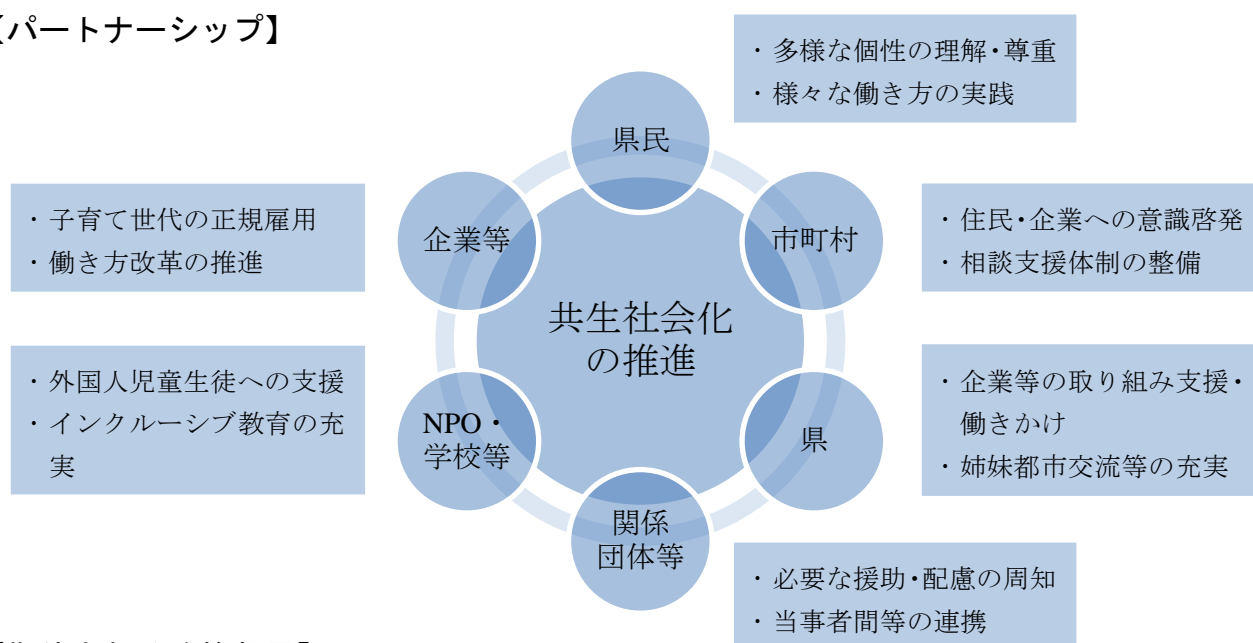 【パートナーシップ】
・多様な個性の理解・尊重
・様々な働き方の実践
県民
・子育て世代の正規雇用
・働き方改革の推進
企業等
市町村
・住民・企業への意識啓発
・相談支援体制の整備
共生社会化
の推進
・外国人児童生徒への支援
・インクルーシブ教育の充
実
NPO・
学校等
県
・企業等の取り組み支援・
働きかけ
・姉妹都市交流等の充実
関係
団体等
・必要な援助・配慮の周知
・当事者間等の連携